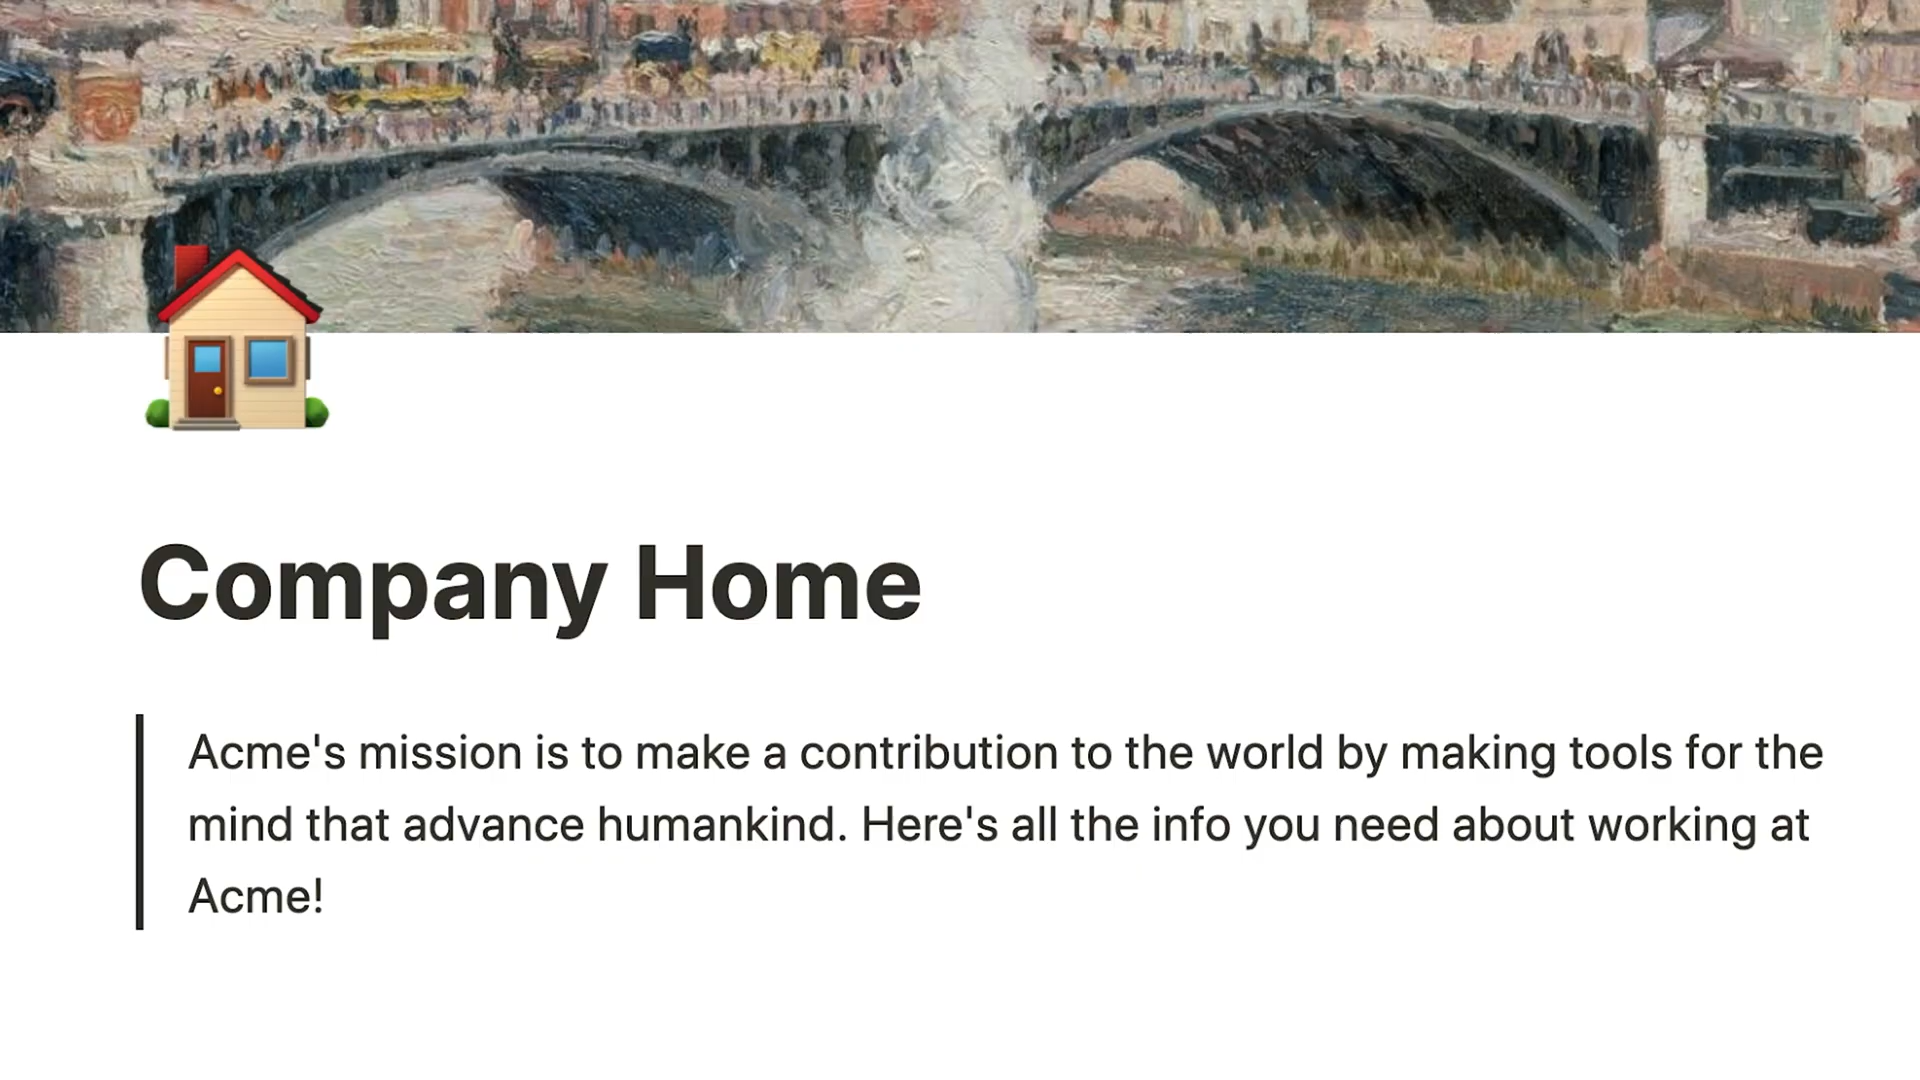 Company Home
Acme's mission is to make a contribution to the world by making tools for the
mind that advance humankind. Here's all the info you need about working at
Acme!